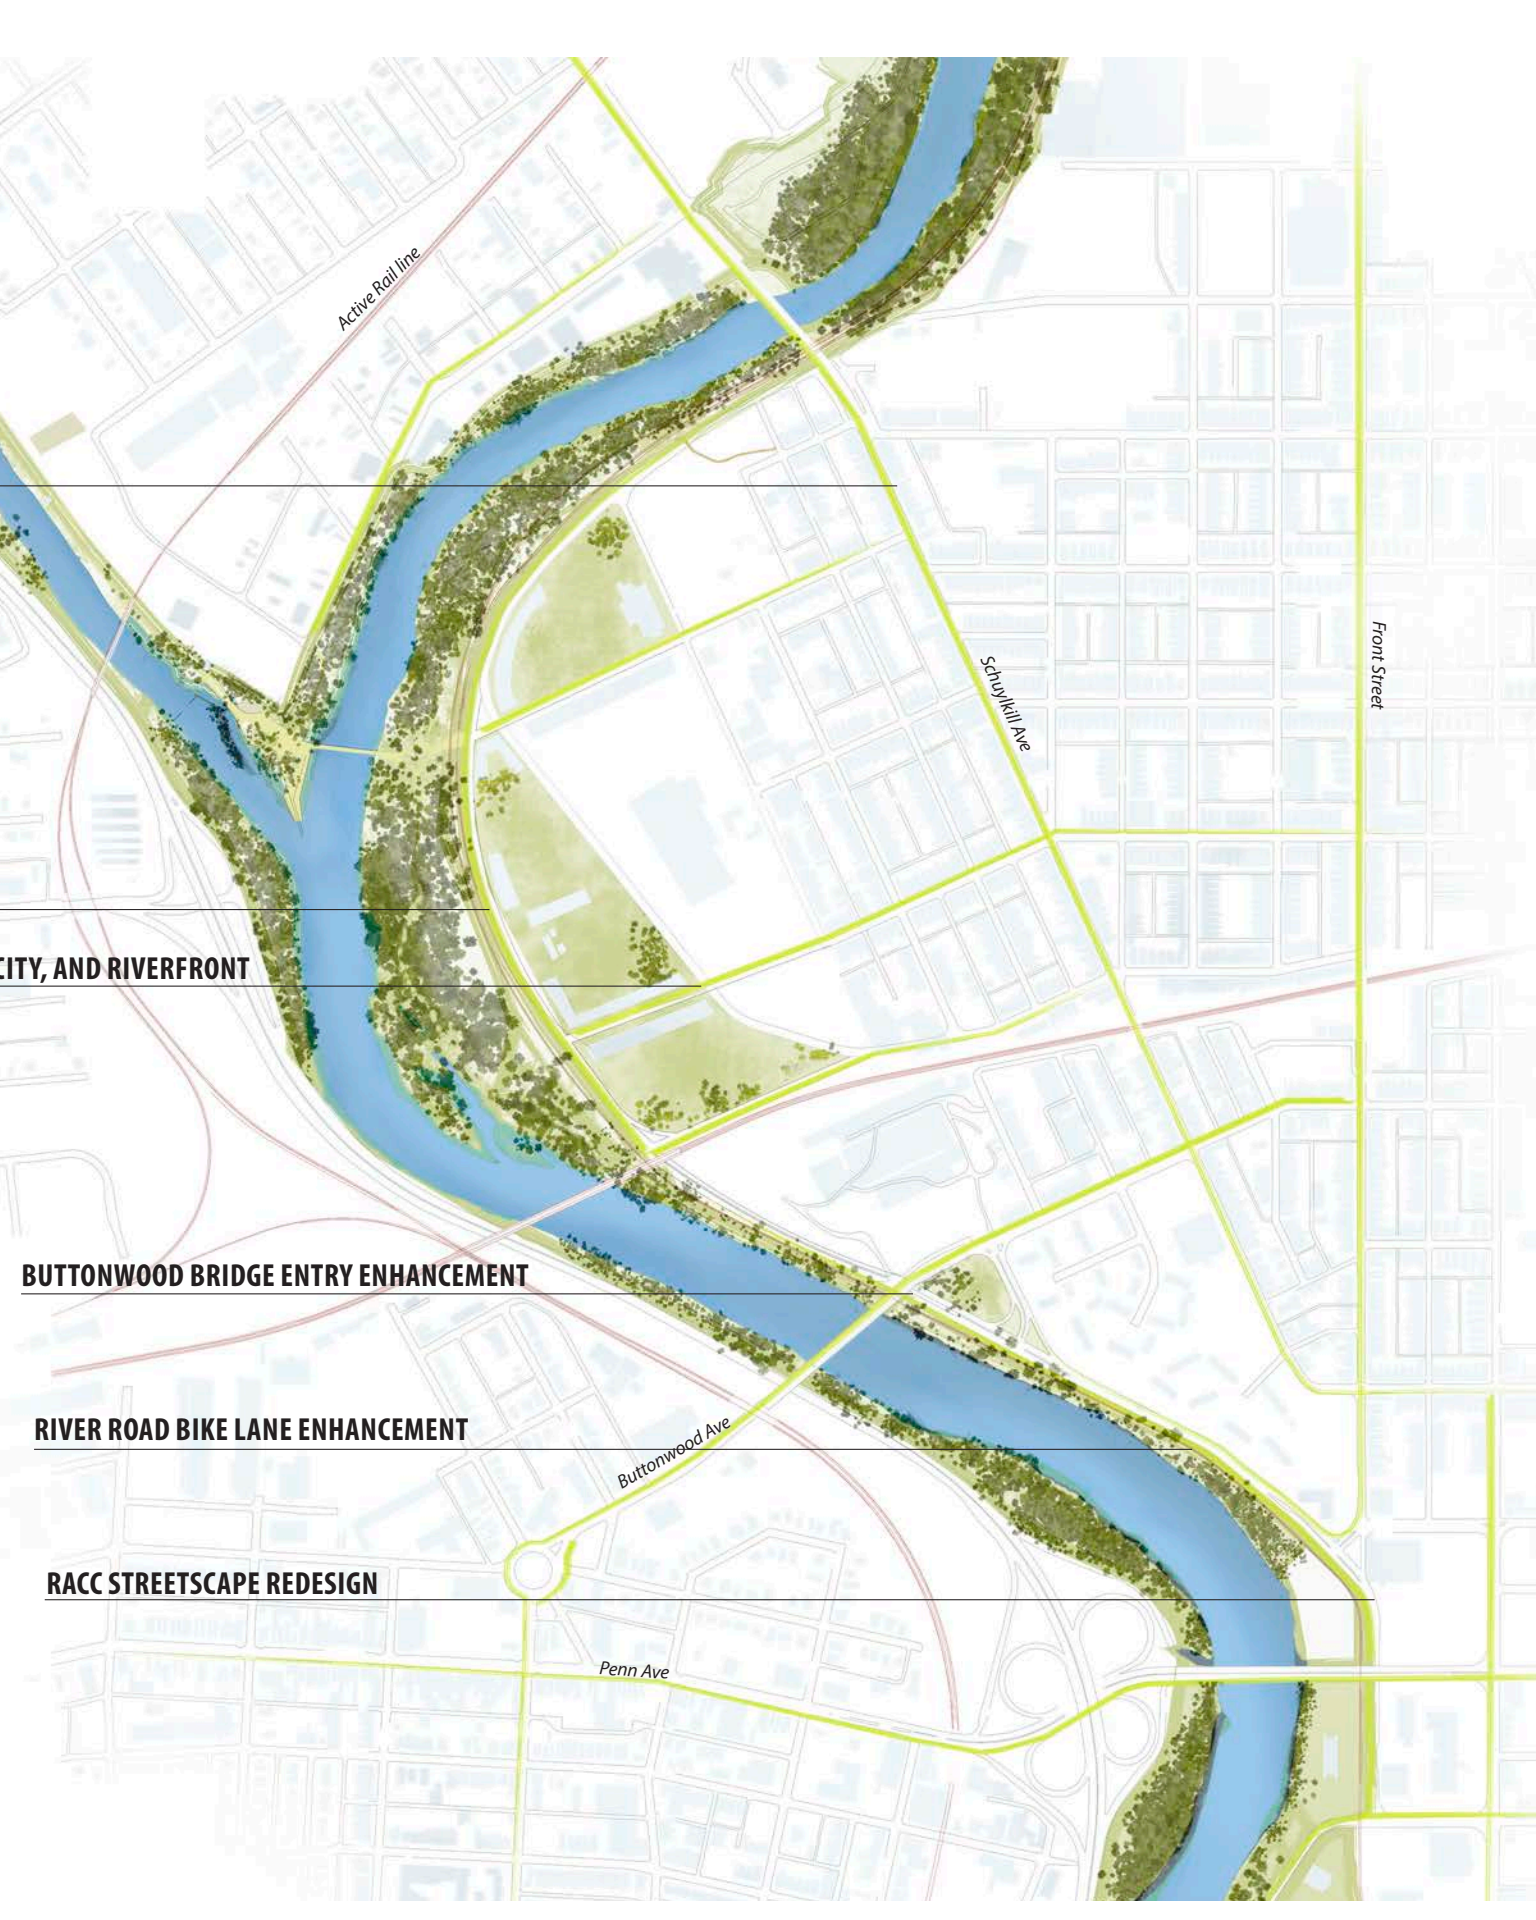 Active Rail line
Front Street
Schuylkill Ave
CITY, AND RIVERFRONT
BUTTONWOOD BRIDGE ENTRY ENHANCEMENT
RIVER ROAD BIKE LANE ENHANCEMENT
Buttonwood Ave
RACC STREETSCAPE REDESIGN
Penn Ave